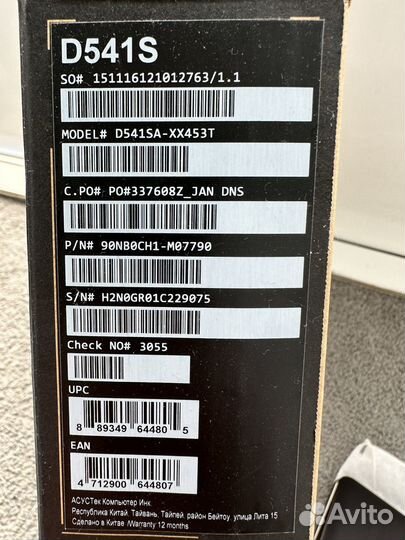 D541S
SO# 151116121012763/1.1
MODEL# D541SA-XX453T
C.PO# PO#337608Z_JAN DNS
P/N# 90NB0CH1-M07790
S/N# H2N0GR01C229075
Check NO# 3055
UPC
8 89349 64480 5
EAN
4 712900 644807
АСУСТек Компьютер Инк.
Республика Китай, Тайвань, Тайпей, район Бейтоу, улица Лита 15
Сделано в Китае /Warranty 12 months
Avito